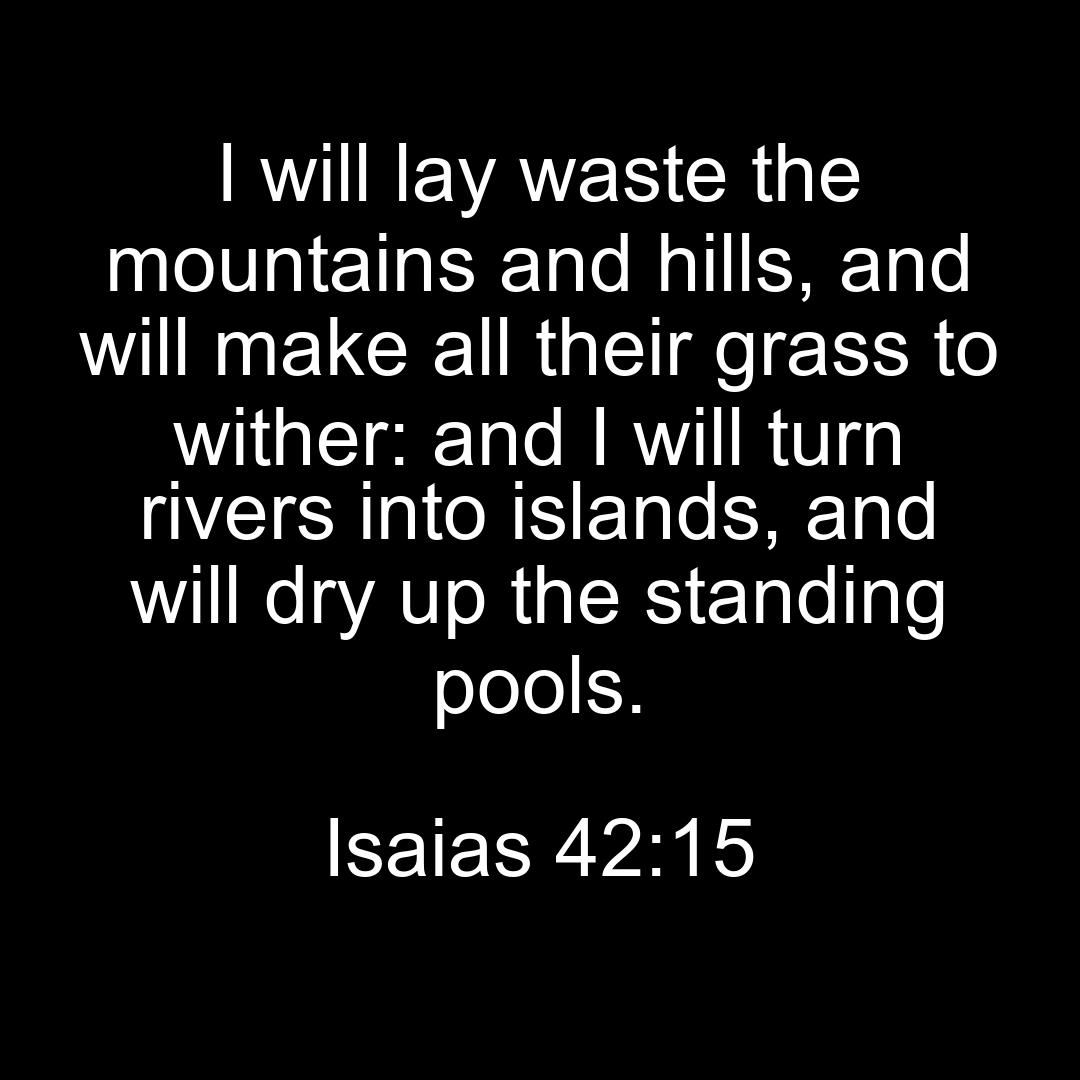 I will lay waste the
mountains and hills, and
will make all their grass to
wither: and I will turn
rivers into islands, and
will dry up the standing
pools.
Isaias 42:15